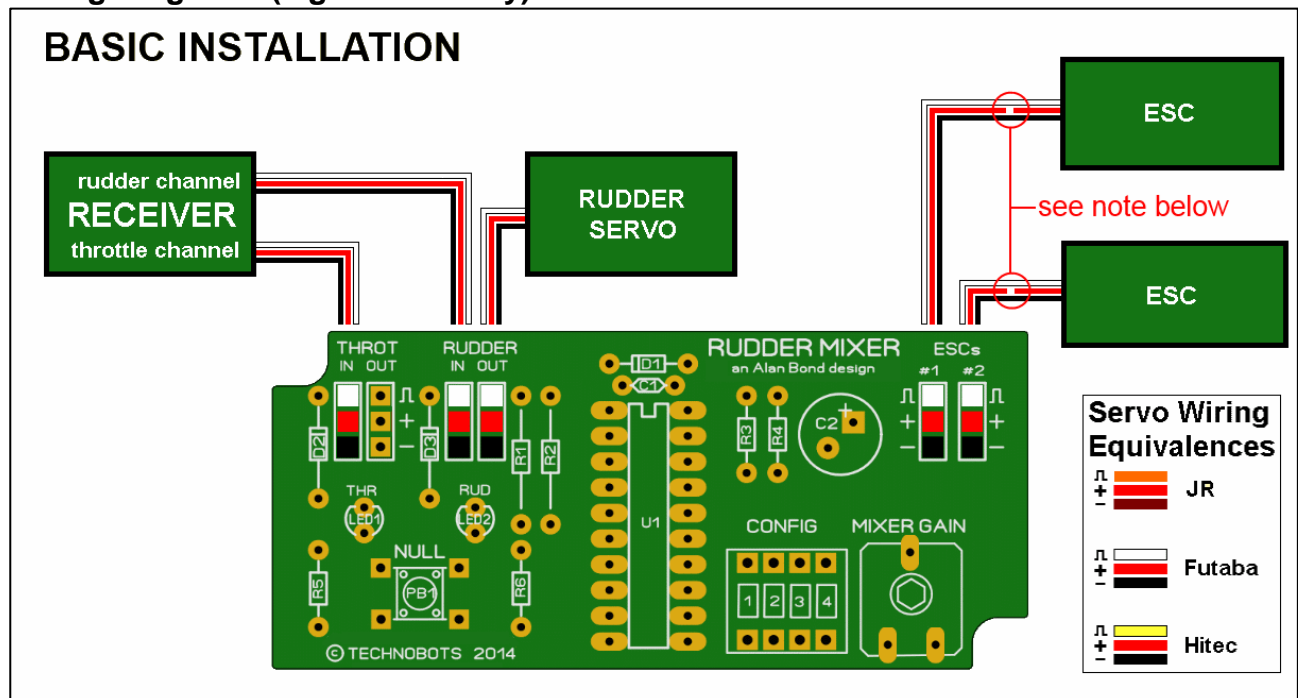 BASIC INSTALLATION
rudder channel
RECEIVER
throttle channel
RUDDER
SERVO
ESC
see note below
ESC
THROT
IN OUT
RUDDER
IN OUT
D1
C1
RUDDER MIXER
an Alan Bond design
ESCs
#1 #2
+
-
+
-
+
-
D2
D3
R1
R2
R3
R4
C2
+
THR
LED1
RUD
LED2
U1
NULL
PB1
R5
R6
CONFIG
1 2 3 4
MIXER GAIN
© TECHNOBOTS 2014
Servo Wiring
Equivalences
+
-
JR
+
-
Futaba
+
-
Hitec